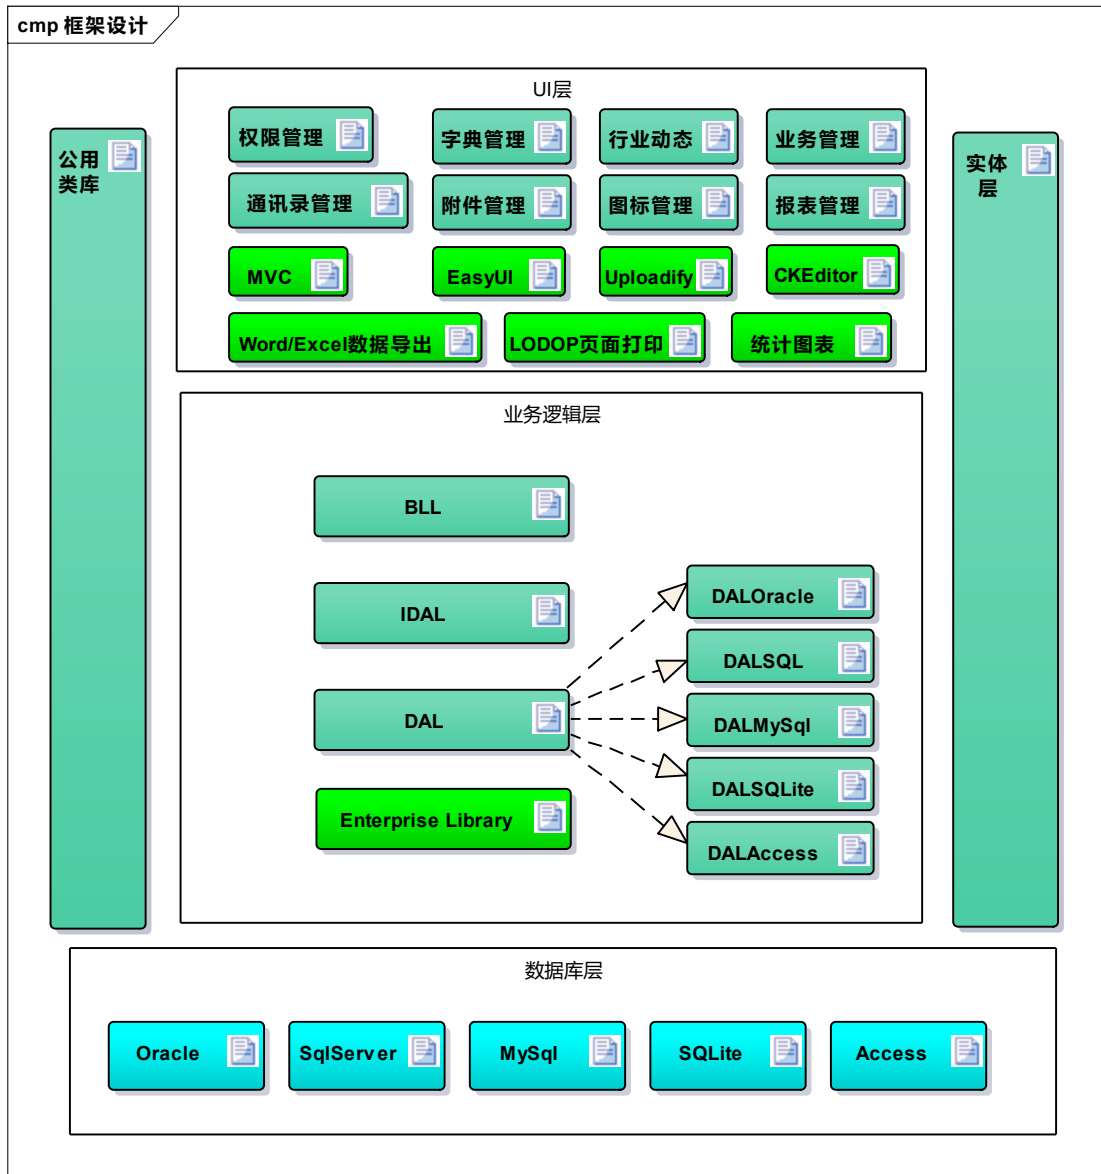 cmp 框架设计
UI层
权限管理
字典管理
行业动态
业务管理
通讯录管理
附件管理
图标管理
报表管理
MVC
EasyUI
Uploadify
CKEditor
Word/Excel数据导出
LODOP页面打印
统计图表
公用
类库
实体
层
业务逻辑层
BLL
IDAL
DAL
Enterprise Library
DALOracle
DALSQL
DALMySql
DALSQLite
DALAccess
数据库层
Oracle
SqlServer
MySql
SQLite
Access